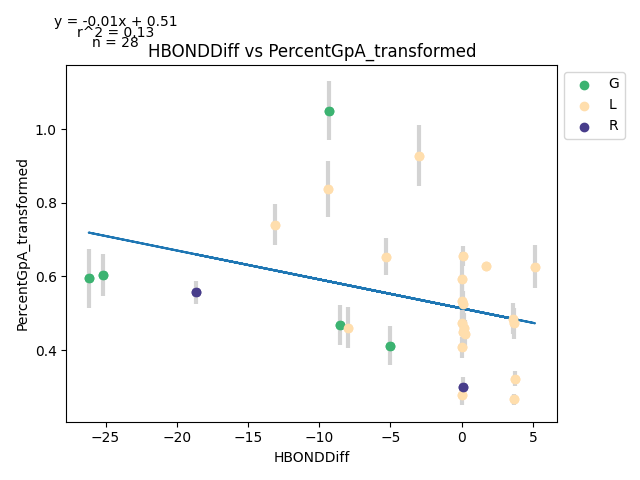 y = -0.01x + 0.51
r^2 = 0.13
n = 28
HBONDDiff vs PercentGpA_transformed
G
L
R
PercentGpA_transformed
1.0
0.8
0.6
0.4
−25
−20
−15
−10
−5
0
5
HBONDDiff